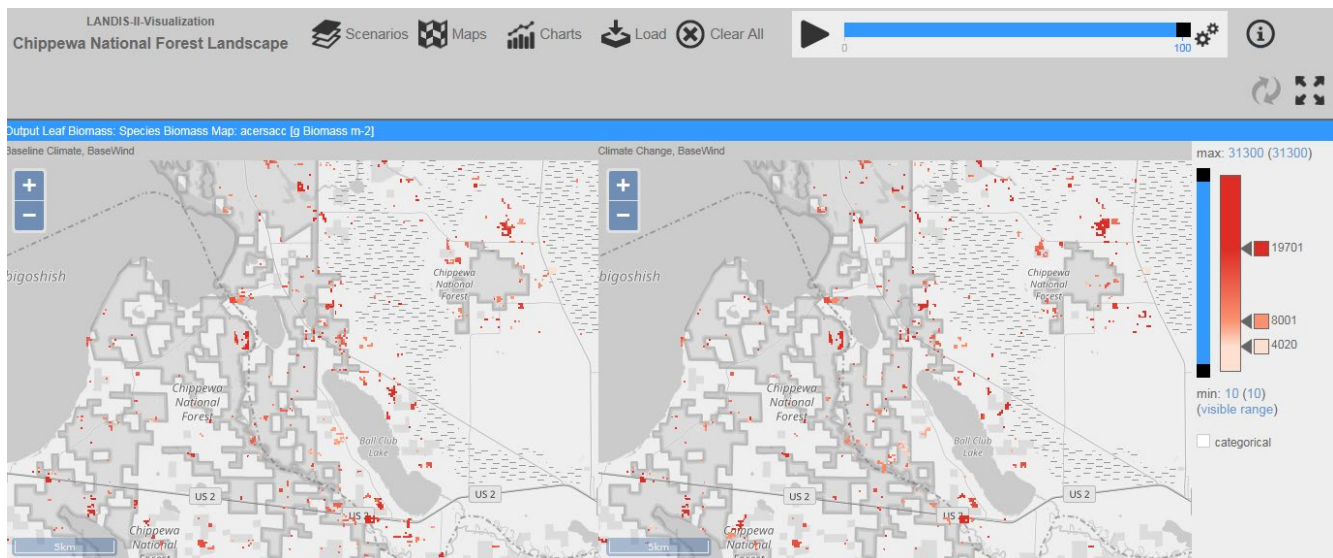 LANDIS-II-Visualization
Chippewa National Forest Landscape
Scenarios Maps Charts Load Clear All
0 100
Output Leaf Biomass: Species Biomass Map: acersacc [g Biomass m-2]
Baseline Climate, BaseWind
Climate Change, BaseWind
max: 31300 (31300)
19701
8001
4020
min: 10 (10)
(visible range)
categorical
+
−
bigoshish
Chippewa
National
Forest
Chippewa
National
Forest
Ball Club
Lake
US 2
US 2
Chippewa
National
5km
+
−
bigoshish
Chippewa
National
Forest
Chippewa
National
Forest
Ball Club
Lake
US 2
US 2
Chippewa
National
5km